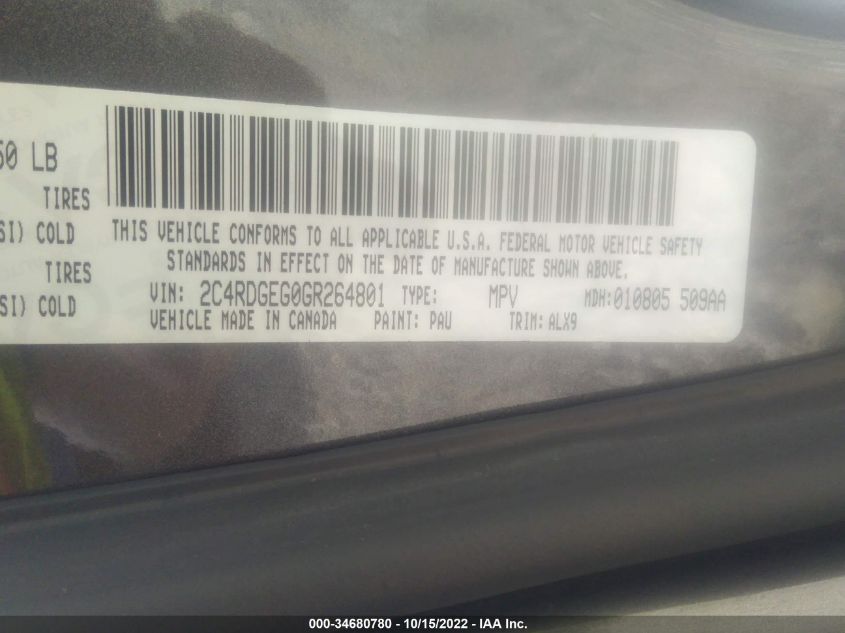 50 LB
TIRES
SI) COLD
TIRES
SI) COLD
THIS VEHICLE CONFORMS TO ALL APPLICABLE U.S.A. FEDERAL MOTOR VEHICLE SAFETY
STANDARDS IN EFFECT ON THE DATE OF MANUFACTURE SHOWN ABOVE.
VIN: 2C4RDGEG0GR264801 TYPE: MPV MDH:010805 509AA
VEHICLE MADE IN CANADA PAINT: PAU TRIM: ALX9
000-34680780 - 10/15/2022 - IAA Inc.